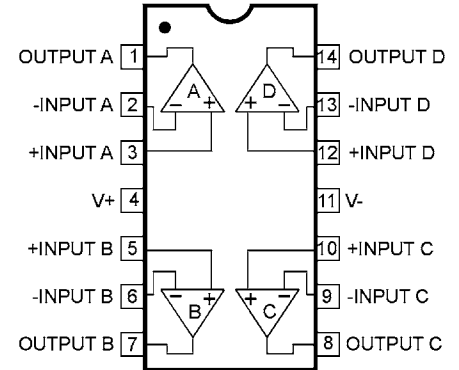 OUTPUT A 1 14 OUTPUT D
-INPUT A 2 A D 13 -INPUT D
- + + -
+INPUT A 3 12 +INPUT D
V+ 4 11 V-
+INPUT B 5 10 +INPUT C
- + + -
-INPUT B 6 B C 9 -INPUT C
OUTPUT B 7 8 OUTPUT C